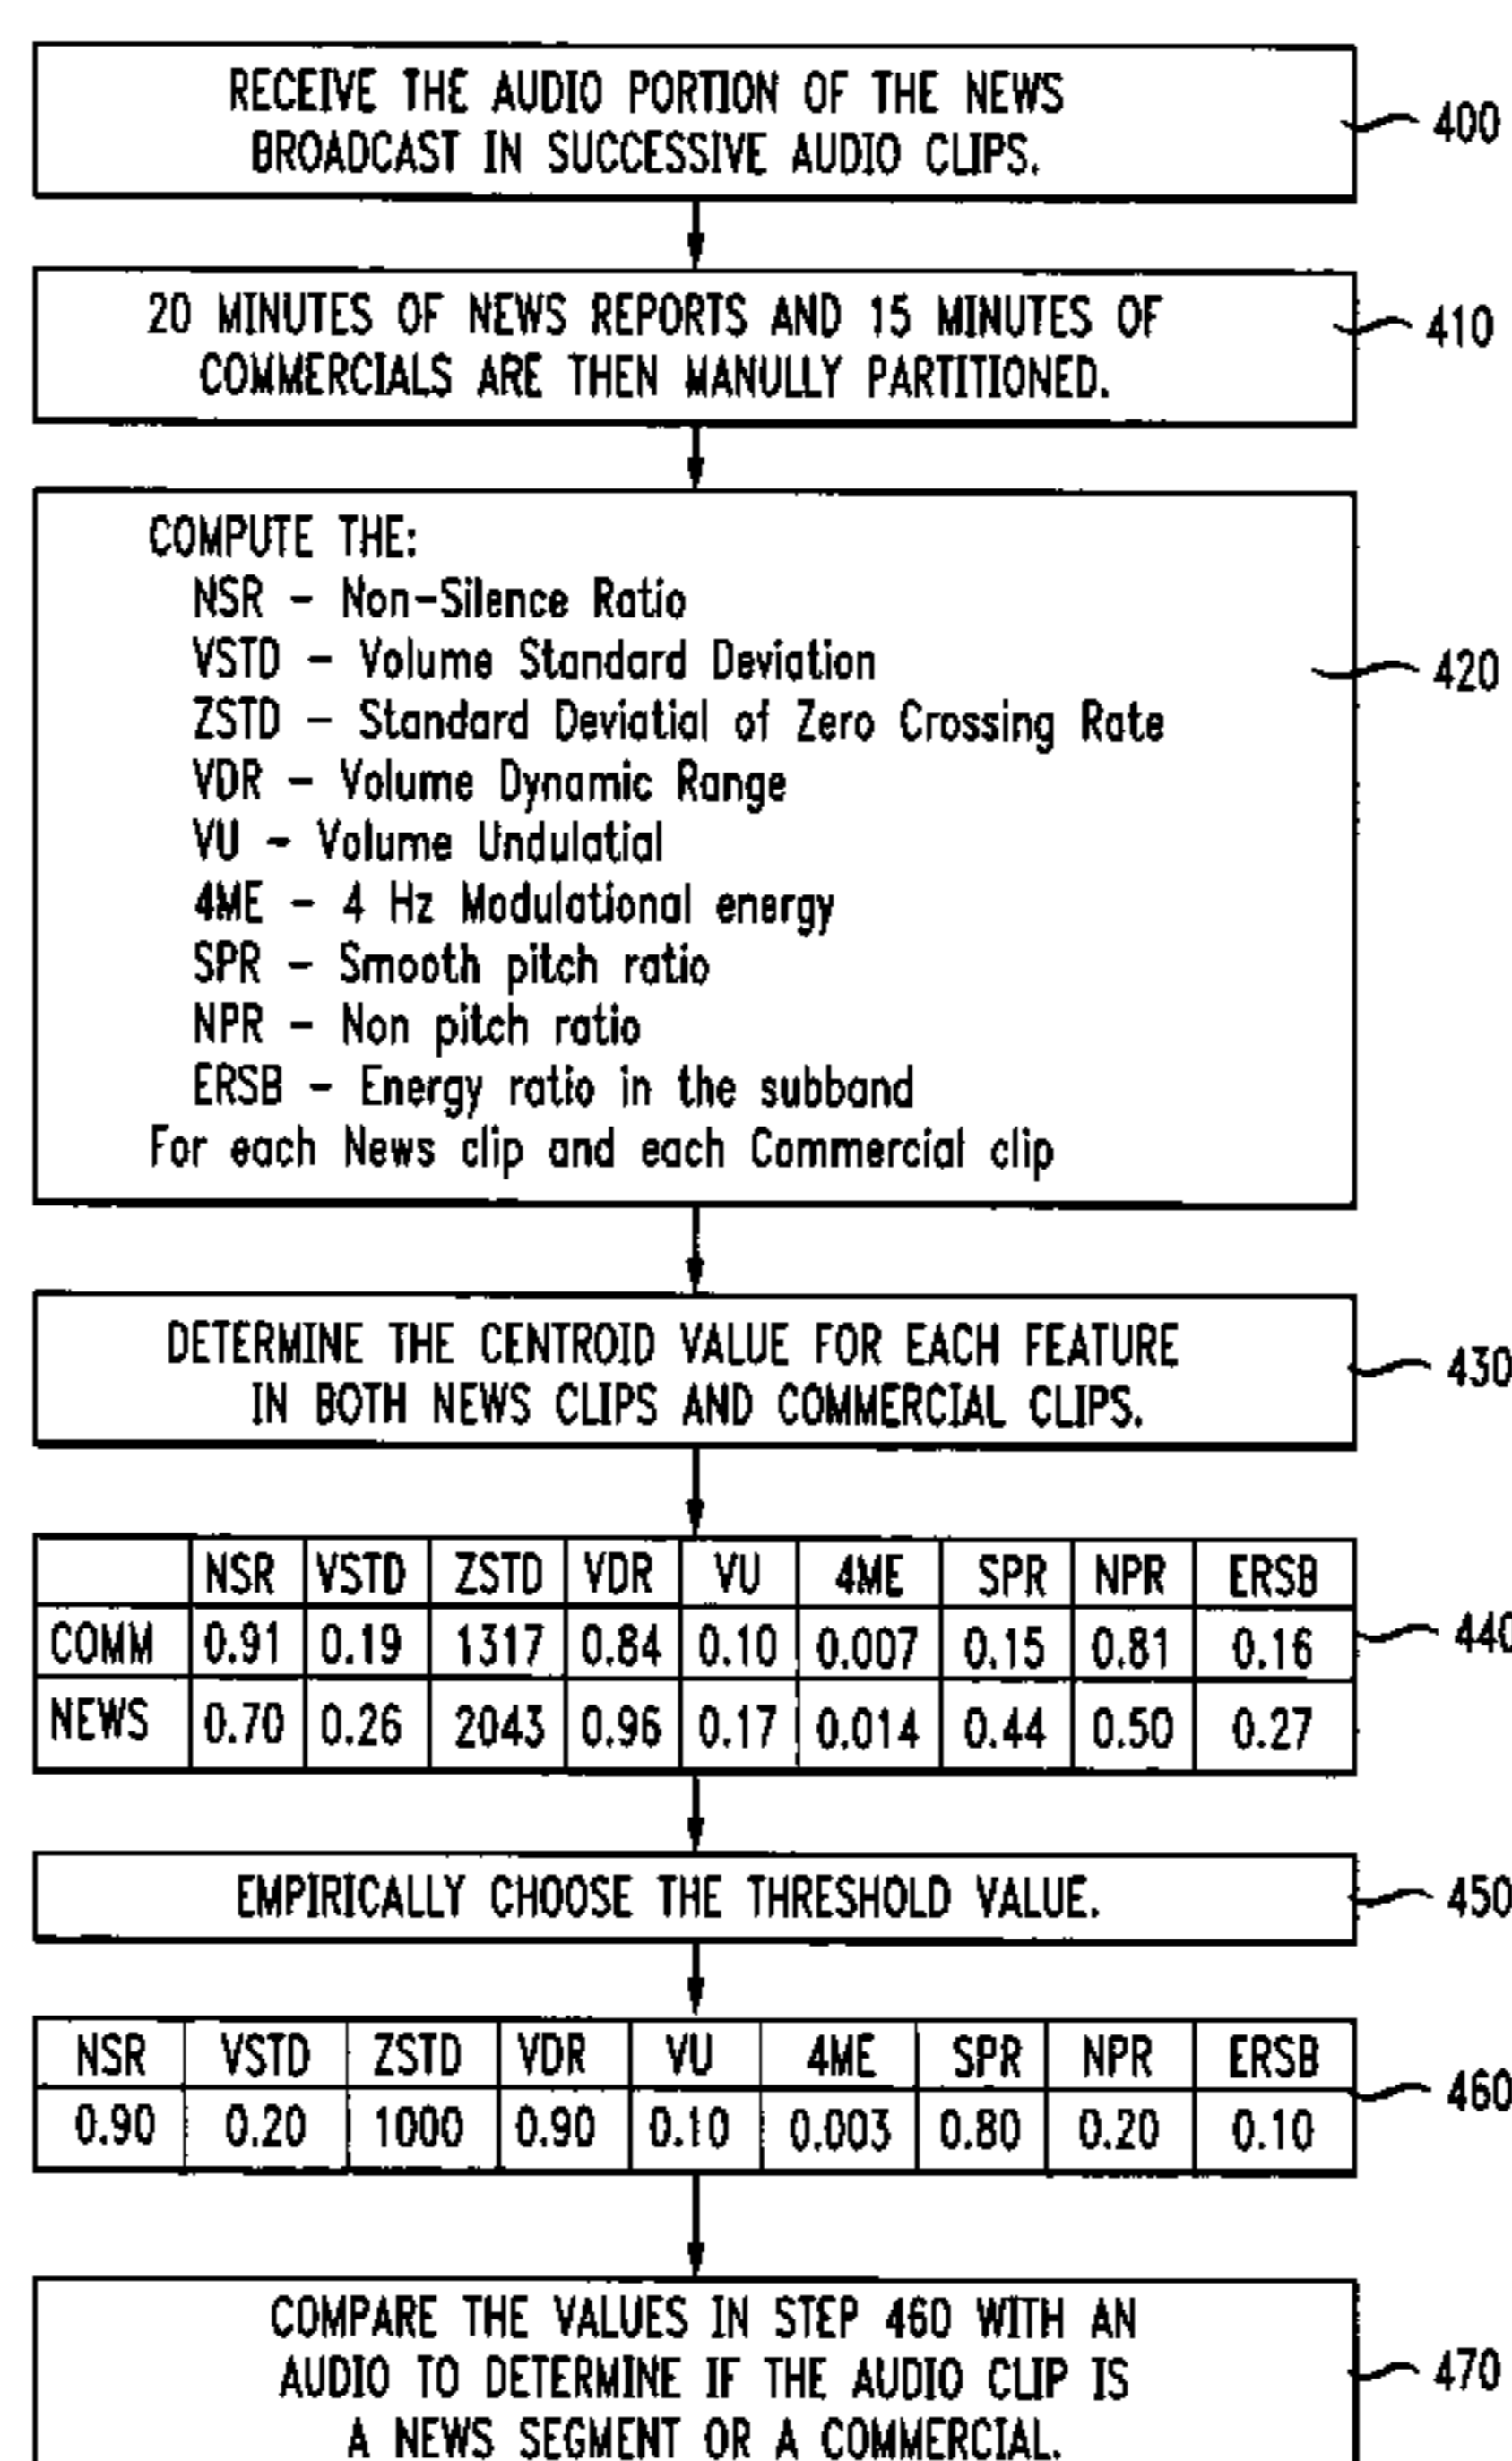 RECEIVE THE AUDIO PORTION OF THE NEWS
BROADCAST IN SUCCESSIVE AUDIO CLIPS.
400
20 MINUTES OF NEWS REPORTS AND 15 MINUTES OF
COMMERCIALS ARE THEN MANULLY PARTITIONED.
410
COMPUTE THE:
NSR - Non-Silence Ratio
VSTD - Volume Standard Deviation
ZSTD - Standard Deviatial of Zero Crossing Rate
VDR - Volume Dynamic Range
VU - Volume Undulatial
4ME - 4 Hz Modulational energy
SPR - Smooth pitch ratio
NPR - Non pitch ratio
ERSB - Energy ratio in the subband
For each News clip and each Commercial clip
420
DETERMINE THE CENTROID VALUE FOR EACH FEATURE
IN BOTH NEWS CLIPS AND COMMERCIAL CLIPS.
430
NSR VSTD ZSTD VDR VU 4ME SPR NPR ERSB
COMM 0.91 0.19 1317 0.84 0.10 0.007 0.15 0.81 0.16
NEWS 0.70 0.26 2043 0.96 0.17 0.014 0.44 0.50 0.27
440
EMPIRICALLY CHOOSE THE THRESHOLD VALUE.
450
NSR VSTD ZSTD VDR VU 4ME SPR NPR ERSB
0.90 0.20 1000 0.90 0.10 0.003 0.80 0.20 0.10
460
COMPARE THE VALUES IN STEP 460 WITH AN
AUDIO TO DETERMINE IF THE AUDIO CLIP IS
A NEWS SEGMENT OR A COMMERCIAL.
470